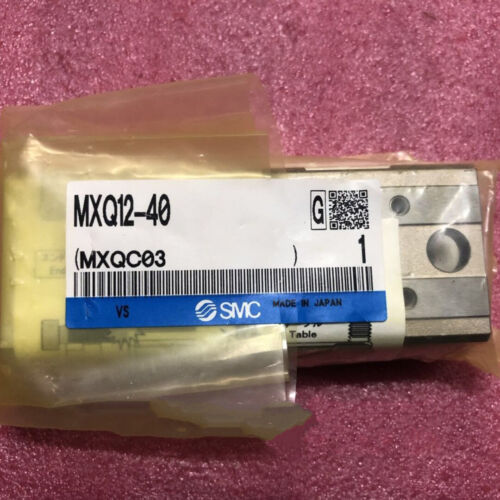 MXQ12-40
G
(MXQC03 )
1
VS
SMC
MADE IN JAPAN
Table